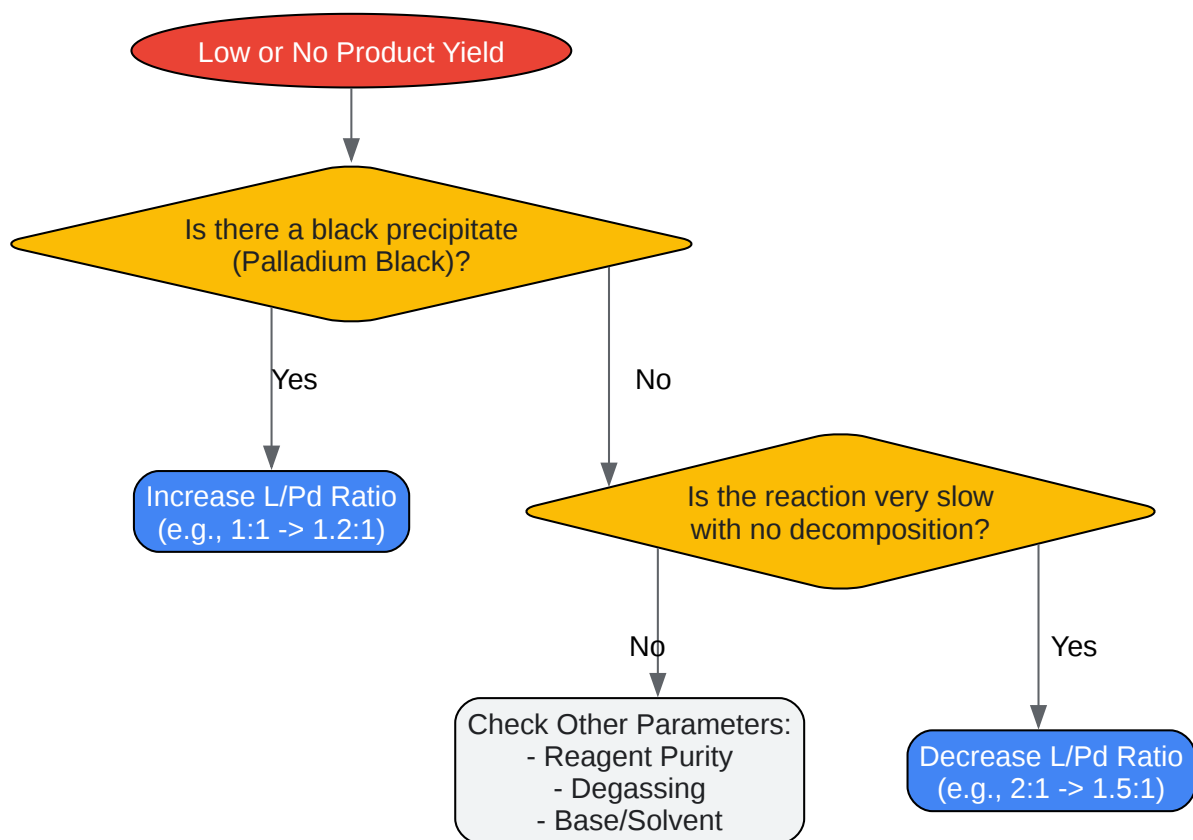 Low or No Product Yield
Is there a black precipitate
(Palladium Black)?
Yes
No
Increase L/Pd Ratio
(e.g., 1:1 -> 1.2:1)
Is the reaction very slow
with no decomposition?
No
Yes
Check Other Parameters:
- Reagent Purity
- Degassing
- Base/Solvent
Decrease L/Pd Ratio
(e.g., 2:1 -> 1.5:1)